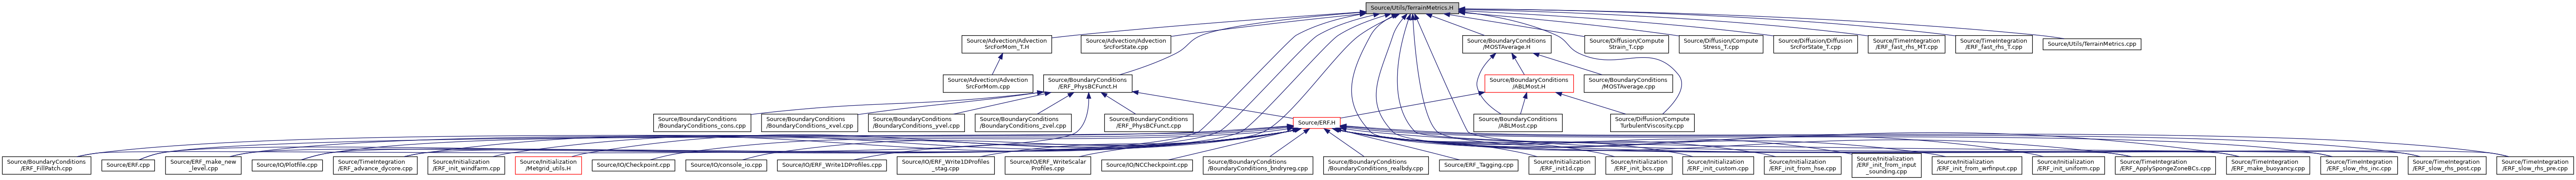 Source/Utils/TerrainMetrics.H
Source/Advection/Advection
SrcForMom_T.H
Source/Advection/Advection
SrcForState.cpp
Source/BoundaryConditions
/MOSTAverage.H
Source/Diffusion/Compute
Strain_T.cpp
Source/Diffusion/Compute
Stress_T.cpp
Source/Diffusion/Diffusion
SrcForState_T.cpp
Source/TimeIntegration
/ERF_fast_rhs_MT.cpp
Source/TimeIntegration
/ERF_fast_rhs_T.cpp
Source/Utils/TerrainMetrics.cpp
Source/Advection/Advection
SrcForMom.cpp
Source/BoundaryConditions
/ERF_PhysBCFunct.H
Source/BoundaryConditions
/ABLMost.H
Source/BoundaryConditions
/MOSTAverage.cpp
Source/BoundaryConditions
/BoundaryConditions_cons.cpp
Source/BoundaryConditions
/BoundaryConditions_xvel.cpp
Source/BoundaryConditions
/BoundaryConditions_yvel.cpp
Source/BoundaryConditions
/BoundaryConditions_zvel.cpp
Source/BoundaryConditions
/ERF_PhysBCFunct.cpp
Source/ERF.H
Source/BoundaryConditions
/ABLMost.cpp
Source/Diffusion/Compute
TurbulentViscosity.cpp
Source/BoundaryConditions
/ERF_FillPatch.cpp
Source/ERF.cpp
Source/ERF_make_new
_level.cpp
Source/IO/Plotfile.cpp
Source/TimeIntegration
/ERF_advance_dycore.cpp
Source/Initialization
/ERF_init_windfarm.cpp
Source/Initialization
/Metgrid_utils.H
Source/IO/Checkpoint.cpp
Source/IO/console_io.cpp
Source/IO/ERF_Write1DProfiles.cpp
Source/IO/ERF_Write1DProfiles
_stag.cpp
Source/IO/ERF_WriteScalar
Profiles.cpp
Source/IO/NCCheckpoint.cpp
Source/BoundaryConditions
/BoundaryConditions_bndryreg.cpp
Source/BoundaryConditions
/BoundaryConditions_realbdy.cpp
Source/ERF_Tagging.cpp
Source/Initialization
/ERF_init1d.cpp
Source/Initialization
/ERF_init_bcs.cpp
Source/Initialization
/ERF_init_custom.cpp
Source/Initialization
/ERF_init_from_hse.cpp
Source/Initialization
/ERF_init_from_input
_sounding.cpp
Source/Initialization
/ERF_init_from_wrfinput.cpp
Source/Initialization
/ERF_init_uniform.cpp
Source/TimeIntegration
/ERF_ApplySpongeZoneBCs.cpp
Source/TimeIntegration
/ERF_make_buoyancy.cpp
Source/TimeIntegration
/ERF_slow_rhs_inc.cpp
Source/TimeIntegration
/ERF_slow_rhs_post.cpp
Source/TimeIntegration
/ERF_slow_rhs_pre.cpp